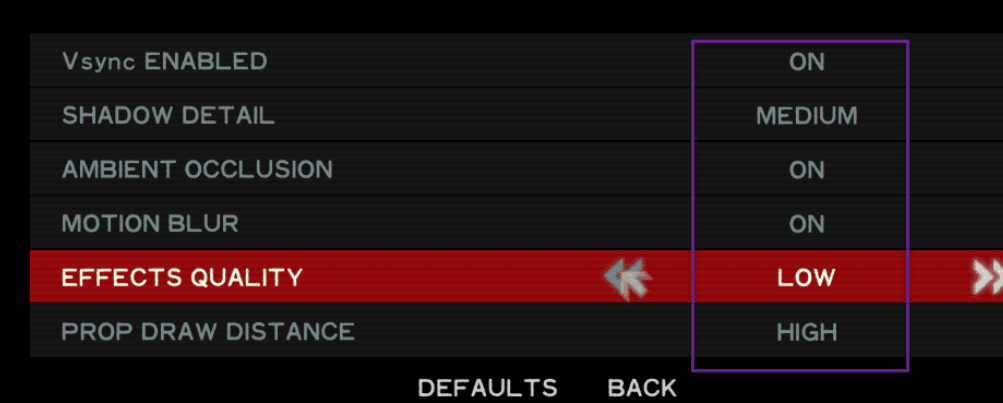 Vsync ENABLED ON
SHADOW DETAIL MEDIUM
AMBIENT OCCLUSION ON
MOTION BLUR ON
EFFECTS QUALITY LOW
PROP DRAW DISTANCE HIGH
DEFAULTS BACK